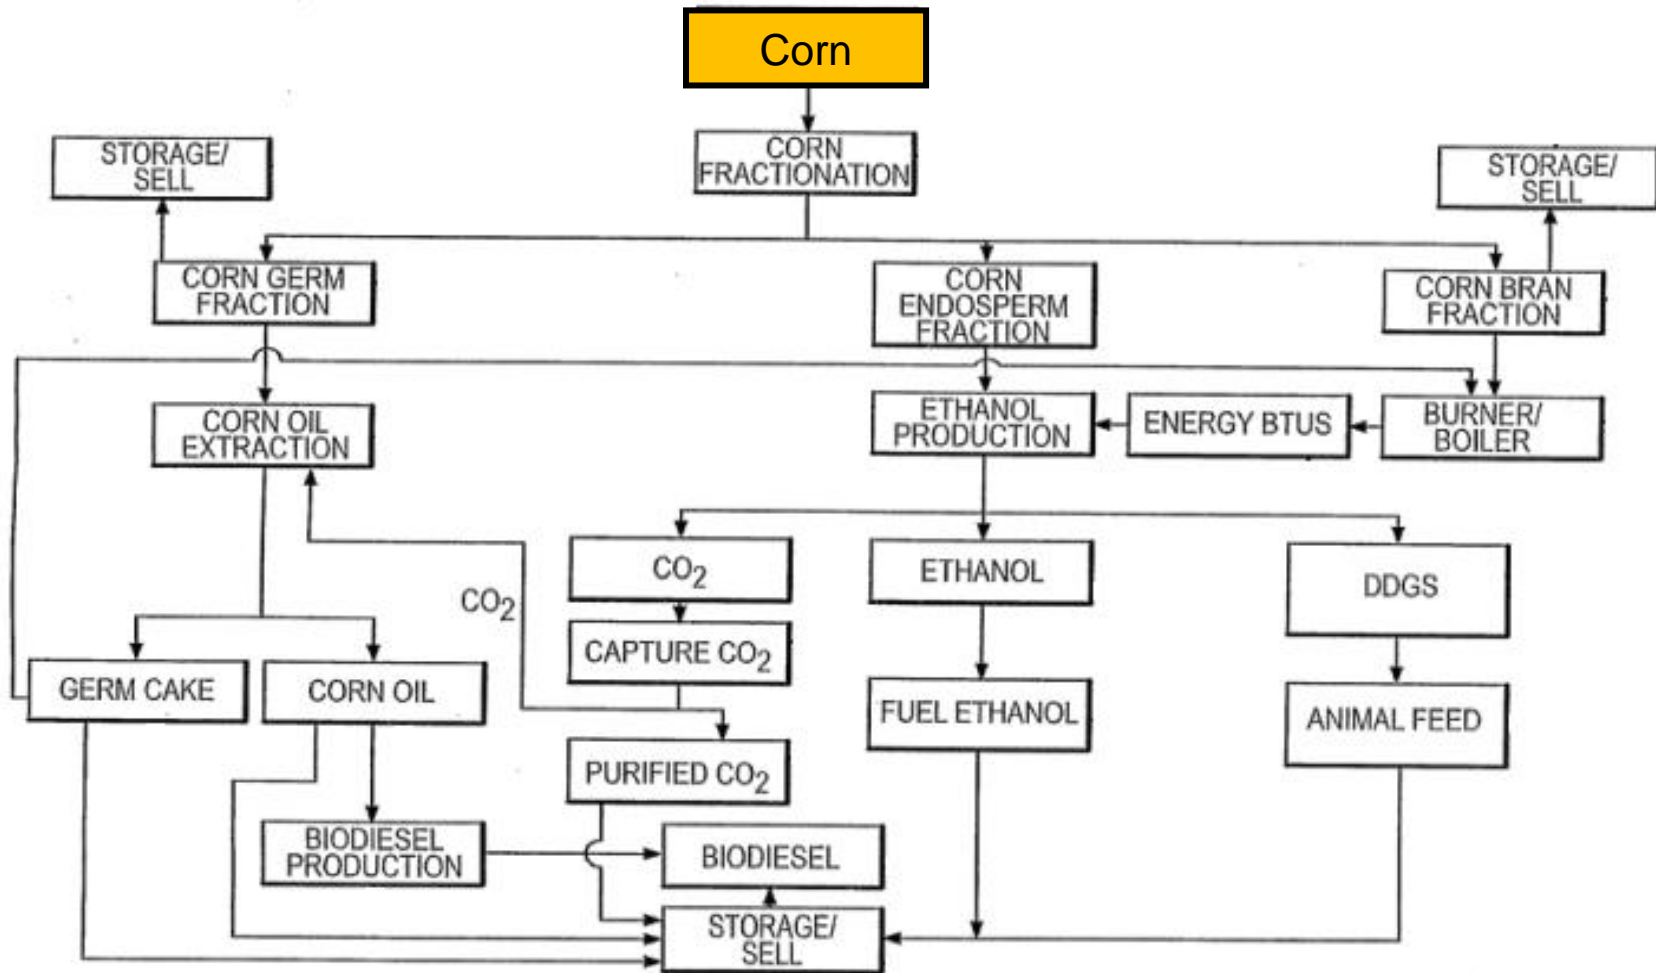 Corn
CORN
FRACTIONATION
STORAGE/
SELL
STORAGE/
SELL
CORN GERM
FRACTION
CORN
ENDOSPERM
FRACTION
CORN BRAN
FRACTION
CORN OIL
EXTRACTION
ETHANOL
PRODUCTION
ENERGY BTUS
BURNER/
BOILER
CO2
CO2
ETHANOL
DDGS
CAPTURE CO2
GERM CAKE
CORN OIL
FUEL ETHANOL
ANIMAL FEED
PURIFIED CO2
BIODIESEL
PRODUCTION
BIODIESEL
STORAGE/
SELL